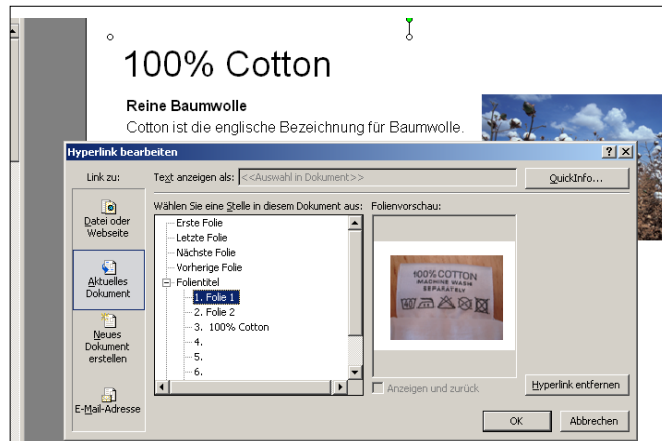 100% Cotton
Reine Baumwolle
Cotton ist die englische Bezeichnung für Baumwolle.
Hyperlink bearbeiten
Link zu:
Text anzeigen als: <<Auswahl in Dokument>>
QuickInfo...
Datei oder
Webseite
Aktuelles
Dokument
Neues
Dokument
erstellen
E-Mail-Adresse
Wählen Sie eine Stelle in diesem Dokument aus:
Erste Folie
Letzte Folie
Nächste Folie
Vorherige Folie
Folientitel
1. Folie 1
2. Folie 2
3. 100% Cotton
4.
5.
6.
Folienvorschau:
100% COTTON
MACHINE WASH
SEPARATELY
Anzeigen und zurück
Hyperlink entfernen
OK
Abbrechen